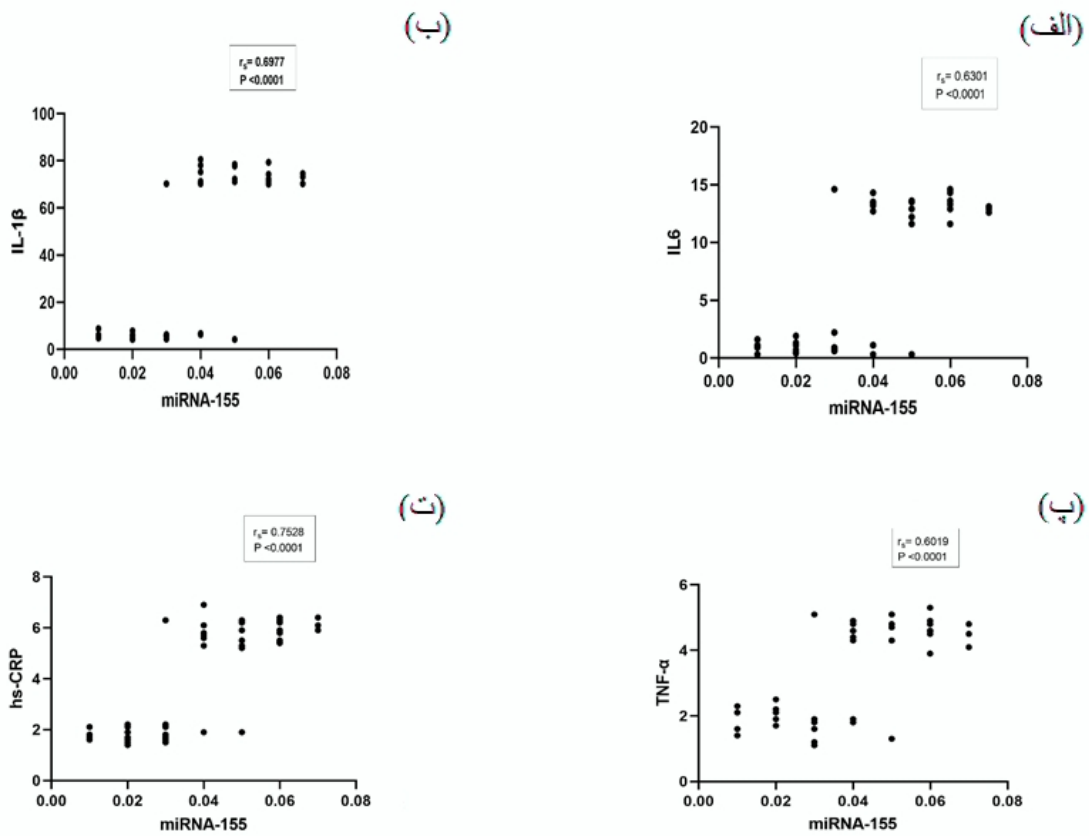 (الف)
rs= 0.6301
P <0.0001
20
15
10
5
0
IL6
0.00 0.02 0.04 0.06 0.08
miRNA-155
(ب)
rs= 0.6977
P <0.0001
100
80
60
40
20
0
IL-1β
0.00 0.02 0.04 0.06 0.08
miRNA-155
(پ)
rs= 0.6019
P <0.0001
6
4
2
0
TNF-α
0.00 0.02 0.04 0.06 0.08
miRNA-155
(ت)
rs= 0.7528
P <0.0001
8
6
4
2
0
hs-CRP
0.00 0.02 0.04 0.06 0.08
miRNA-155